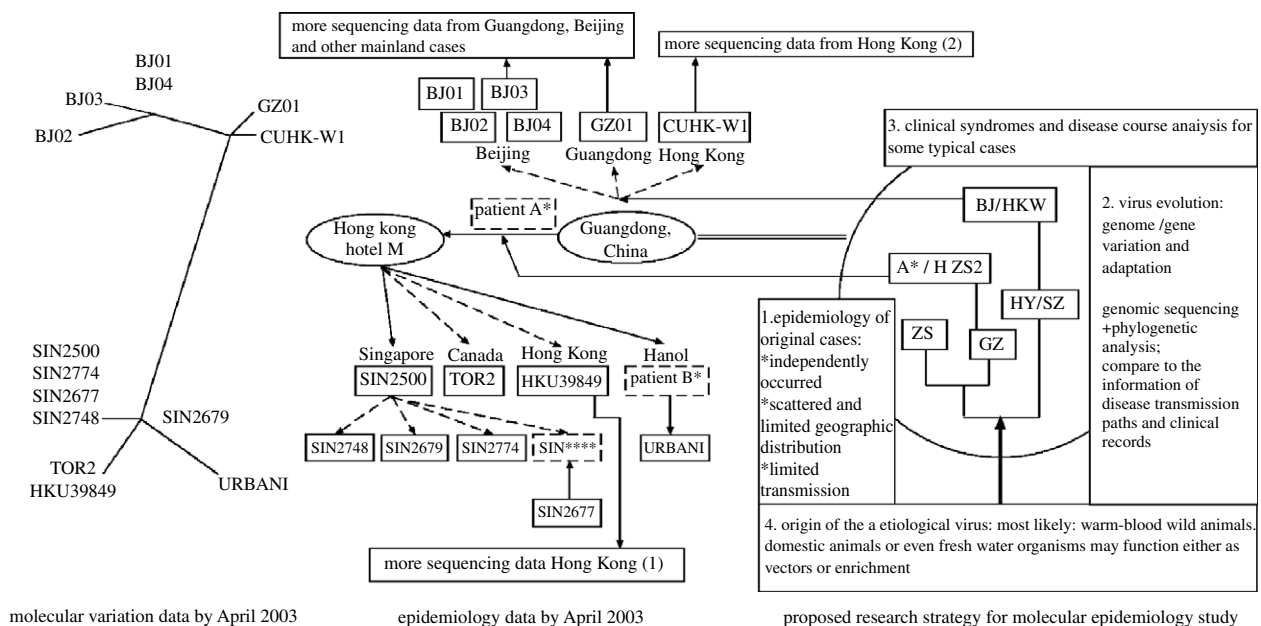 more sequencing data from Guangdong, Beijing
and other mainland cases
more sequencing data from Hong Kong (2)
BJ01
BJ04
BJ03
BJ02
GZ01
CUHK-W1
SIN2500
SIN2774
SIN2677
SIN2748
SIN2679
TOR2
HKU39849
URBANI
molecular variation data by April 2003
BJ01
BJ03
BJ02
BJ04
GZ01
CUHK-W1
Beijing
Guangdong
Hong Kong
patient A*
Hong kong
hotel M
Guangdong,
China
Singapore
Canada
Hong Kong
Hanol
SIN2500
TOR2
HKU39849
patient B*
SIN2748
SIN2679
SIN2774
SIN****
URBANI
SIN2677
more sequencing data Hong Kong (1)
epidemiology data by April 2003
3. clinical syndromes and disease course anaiysis for
some typical cases
BJ/HKW
A* / H ZS2
HY/SZ
ZS
GZ
2. virus evolution:
genome /gene
variation and
adaptation
genomic sequencing
+phylogenetic
analysis;
compare to the
information of
disease transmission
paths and clinical
records
1.epidemiology of
original cases:
*independently
occurred
*scattered and
limited geographic
distribution
*limited
transmission
4. origin of the a etiological virus: most likely: warm-blood wild animals.
domestic animals or even fresh water organisms may function either as
vectors or enrichment
proposed research strategy for molecular epidemiology study